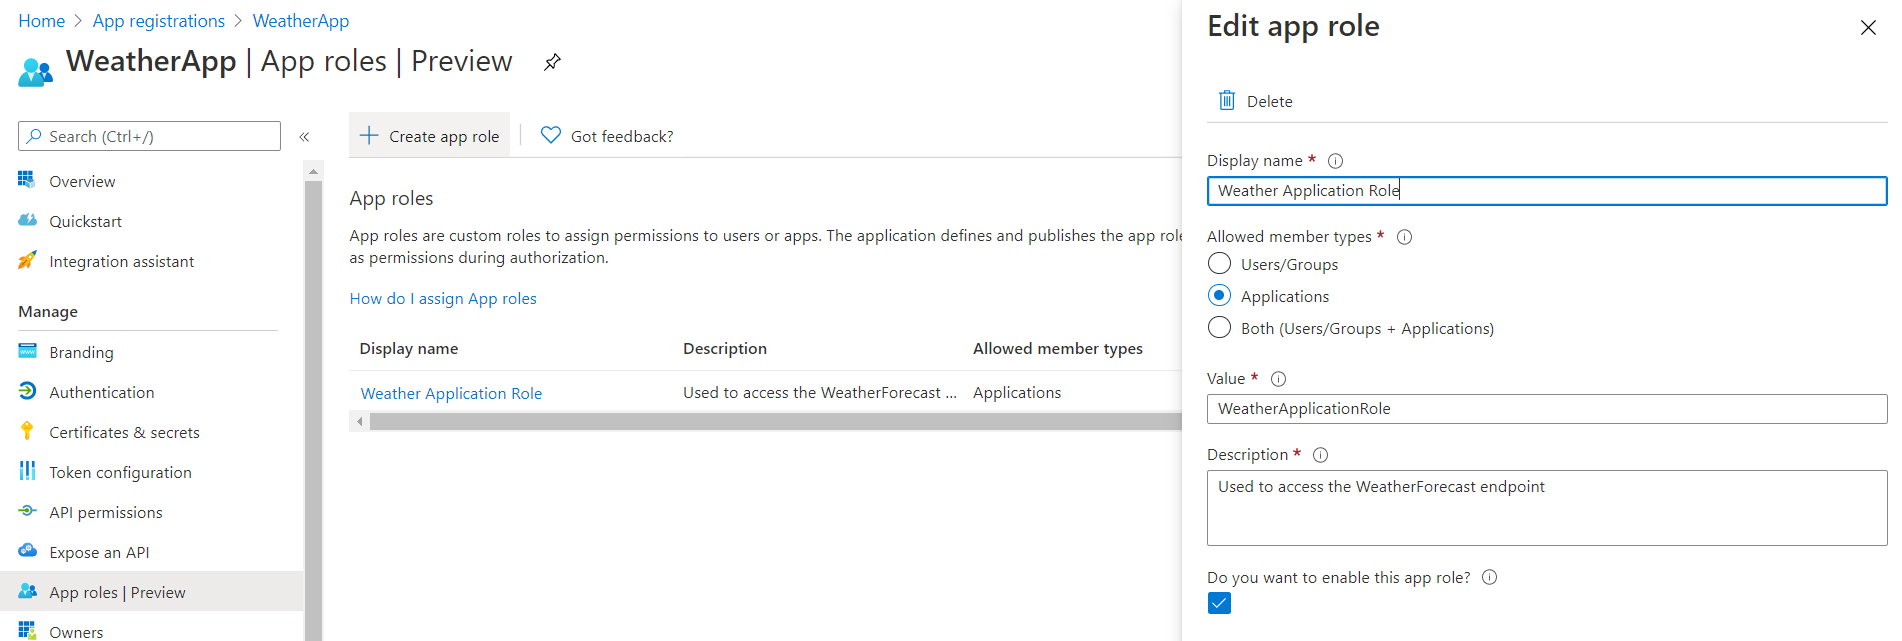 Home > App registrations > WeatherApp
WeatherApp | App roles | Preview
Search (Ctrl+/)
«
Overview
Quickstart
Integration assistant
Manage
Branding
Authentication
Certificates & secrets
Token configuration
API permissions
Expose an API
App roles | Preview
Owners
+ Create app role
Got feedback?
App roles
App roles are custom roles to assign permissions to users or apps. The application defines and publishes the app role
as permissions during authorization.
How do I assign App roles
Display name Description Allowed member types
Weather Application Role Used to access the WeatherForecast ... Applications
Edit app role
Delete
Display name *
Weather Application Role
Allowed member types *
Users/Groups
Applications
Both (Users/Groups + Applications)
Value *
WeatherApplicationRole
Description *
Used to access the WeatherForecast endpoint
Do you want to enable this app role?